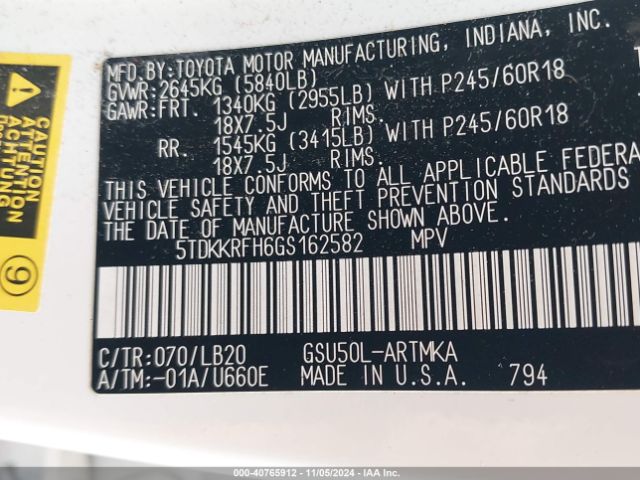 MFD.BY:TOYOTA MOTOR MANUFACTURING, INDIANA, INC.
GVWR:2645KG (5840LB)
GAWR:FRT. 1340KG (2955LB) WITH P245/60R18
18X7.5J RIMS.
RR. 1545KG (3415LB) WITH P245/60R18
18X7.5J RIMS.
THIS VEHICLE CONFORMS TO ALL APPLICABLE FEDERA
VEHICLE SAFETY AND THEFT PREVENTION STANDARDS
THE DATE OF MANUFACTURE SHOWN ABOVE.
5TDKKRFH6GS162582 MPV
C/TR:070/LB20 GSU50L-ARTMKA
A/TM:-01A/U660E MADE IN U.S.A. 794
CAUTION
ATTENTION
ACHTUNG
9
00 - 40765912 - 11/05/2024 - IAA Inc.